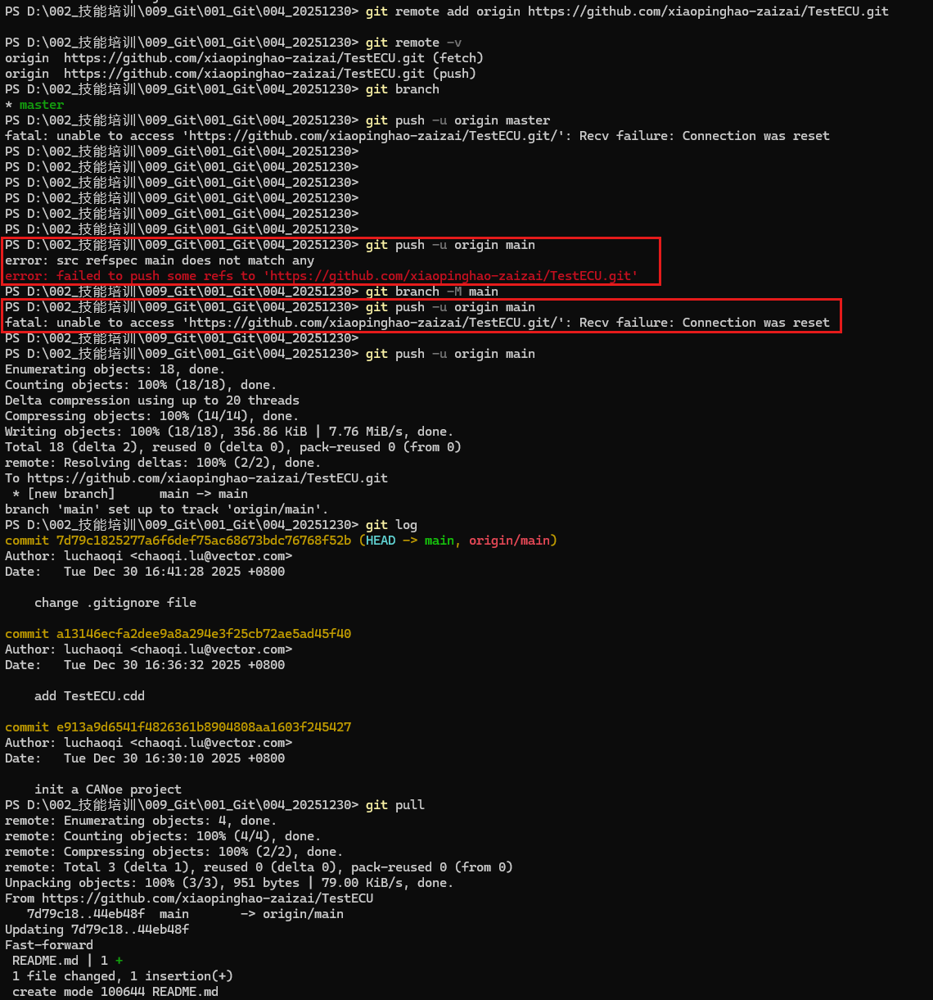 PS D:\002_技能培训\009_Git\001_Git\004_20251230> git remote add origin https://github.com/xiaopinghao-zaizai/TestECU.git
PS D:\002_技能培训\009_Git\001_Git\004_20251230> git remote -v
origin  https://github.com/xiaopinghao-zaizai/TestECU.git (fetch)
origin  https://github.com/xiaopinghao-zaizai/TestECU.git (push)
PS D:\002_技能培训\009_Git\001_Git\004_20251230> git branch
* master
PS D:\002_技能培训\009_Git\001_Git\004_20251230> git push -u origin master
fatal: unable to access 'https://github.com/xiaopinghao-zaizai/TestECU.git/': Recv failure: Connection was reset
PS D:\002_技能培训\009_Git\001_Git\004_20251230>
PS D:\002_技能培训\009_Git\001_Git\004_20251230>
PS D:\002_技能培训\009_Git\001_Git\004_20251230>
PS D:\002_技能培训\009_Git\001_Git\004_20251230>
PS D:\002_技能培训\009_Git\001_Git\004_20251230>
PS D:\002_技能培训\009_Git\001_Git\004_20251230>
PS D:\002_技能培训\009_Git\001_Git\004_20251230> git push -u origin main
error: src refspec main does not match any
error: failed to push some refs to 'https://github.com/xiaopinghao-zaizai/TestECU.git'
PS D:\002_技能培训\009_Git\001_Git\004_20251230> git branch -M main
PS D:\002_技能培训\009_Git\001_Git\004_20251230> git push -u origin main
fatal: unable to access 'https://github.com/xiaopinghao-zaizai/TestECU.git/': Recv failure: Connection was reset
PS D:\002_技能培训\009_Git\001_Git\004_20251230>
PS D:\002_技能培训\009_Git\001_Git\004_20251230> git push -u origin main
Enumerating objects: 18, done.
Counting objects: 100% (18/18), done.
Delta compression using up to 20 threads
Compressing objects: 100% (14/14), done.
Writing objects: 100% (18/18), 356.86 KiB | 7.76 MiB/s, done.
Total 18 (delta 2), reused 0 (delta 0), pack-reused 0 (from 0)
remote: Resolving deltas: 100% (2/2), done.
To https://github.com/xiaopinghao-zaizai/TestECU.git
 * [new branch]      main -> main
branch 'main' set up to track 'origin/main'.
PS D:\002_技能培训\009_Git\001_Git\004_20251230> git log
commit 7d79c1825277a6f6def75ac68673bdc76768f52b (HEAD -> main, origin/main)
Author: luchaoqi <chaoqi.lu@vector.com>
Date:   Tue Dec 30 16:41:28 2025 +0800
    change .gitignore file
commit a13146ecfa2dee9a8a294e3f25cb72ae5ad45f40
Author: luchaoqi <chaoqi.lu@vector.com>
Date:   Tue Dec 30 16:36:32 2025 +0800
    add TestECU.cdd
commit e913a9d6541f4826361b8904808aa1603f245427
Author: luchaoqi <chaoqi.lu@vector.com>
Date:   Tue Dec 30 16:30:10 2025 +0800
    init a CANoe project
PS D:\002_技能培训\009_Git\001_Git\004_20251230> git pull
remote: Enumerating objects: 4, done.
remote: Counting objects: 100% (4/4), done.
remote: Compressing objects: 100% (2/2), done.
remote: Total 3 (delta 1), reused 0 (delta 0), pack-reused 0 (from 0)
Unpacking objects: 100% (3/3), 951 bytes | 79.00 KiB/s, done.
From https://github.com/xiaopinghao-zaizai/TestECU
   7d79c18..44eb48f  main       -> origin/main
Updating 7d79c18..44eb48f
Fast-forward
 README.md | 1 +
 1 file changed, 1 insertion(+)
 create mode 100644 README.md